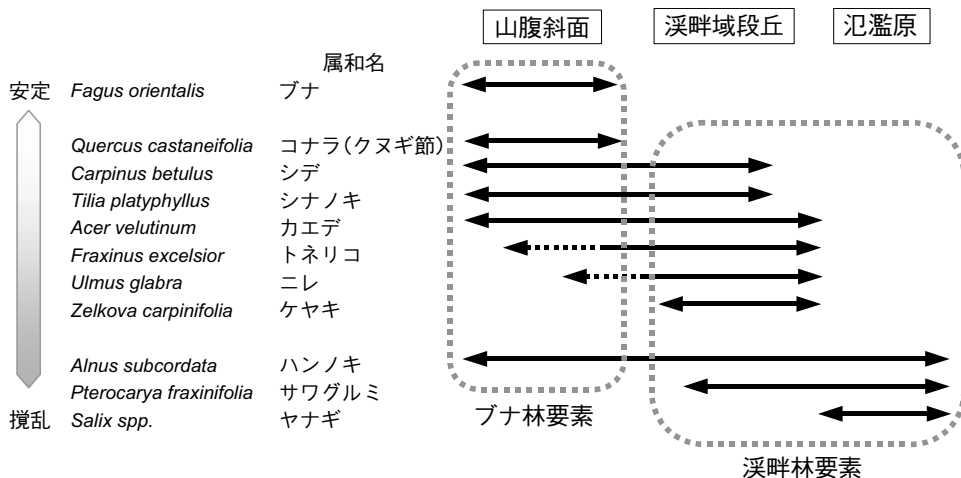 山腹斜面 渓畔域段丘 氾濫原
属和名
安定 Fagus orientalis ブナ
Quercus castaneifolia コナラ(クヌギ節)
Carpinus betulus シデ
Tilia platyphyllus シナノキ
Acer velutinum カエデ
Fraxinus excelsior トネリコ
Ulmus glabra ニレ
Zelkova carpinifolia ケヤキ
Alnus subcordata ハンノキ
Pterocarya fraxinifolia サワグルミ
撹乱 Salix spp. ヤナギ
ブナ林要素
渓畔林要素